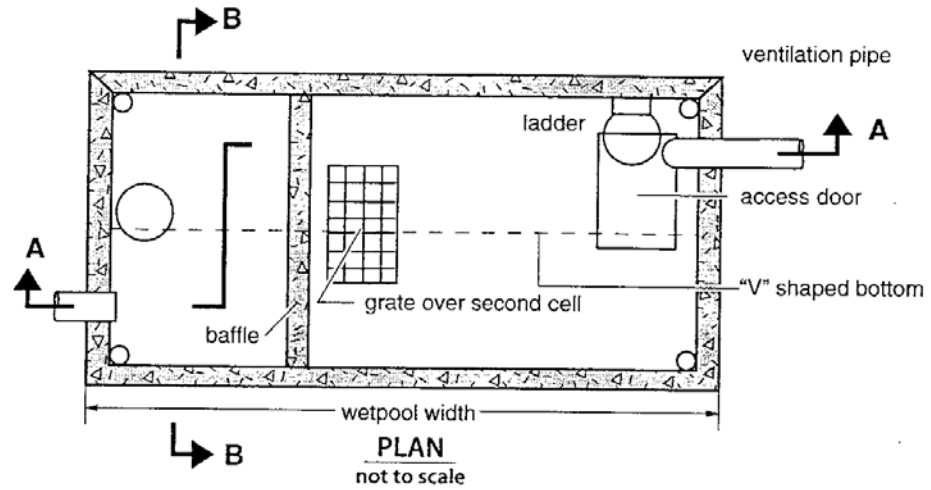 B
ventilation pipe
ladder
A
access door
A
"V" shaped bottom
grate over second cell
baffle
wetpool width
B
PLAN
not to scale